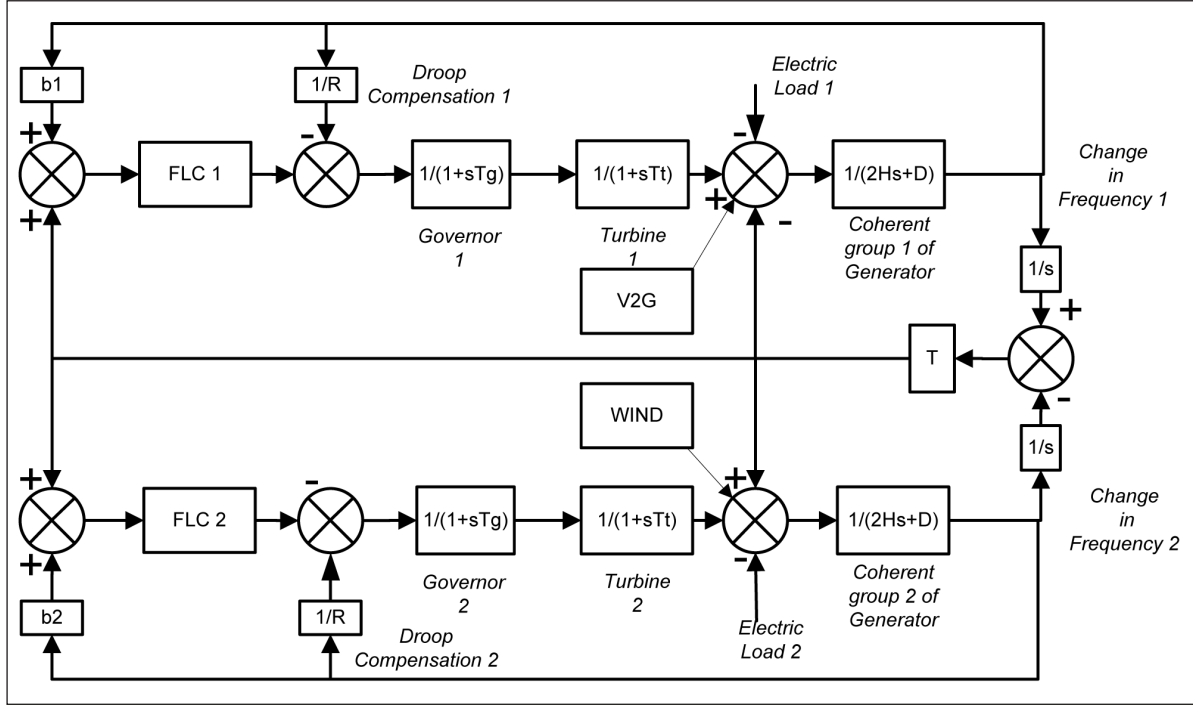 b1
1/R
Droop
Compensation 1
Electric
Load 1
+
-
-
FLC 1
1/(1+sTg)
1/(1+sTt)
1/(2Hs+D)
Change
in
Frequency 1
+
+
-
Governor
1
Turbine
1
Coherent
group 1 of
Generator
1/s
V2G
+
T
-
WIND
1/s
+
-
+
FLC 2
1/(1+sTg)
1/(1+sTt)
1/(2Hs+D)
Change
in
Frequency 2
+
-
b2
1/R
Governor
2
Turbine
2
Coherent
group 2 of
Generator
Droop
Compensation 2
Electric
Load 2